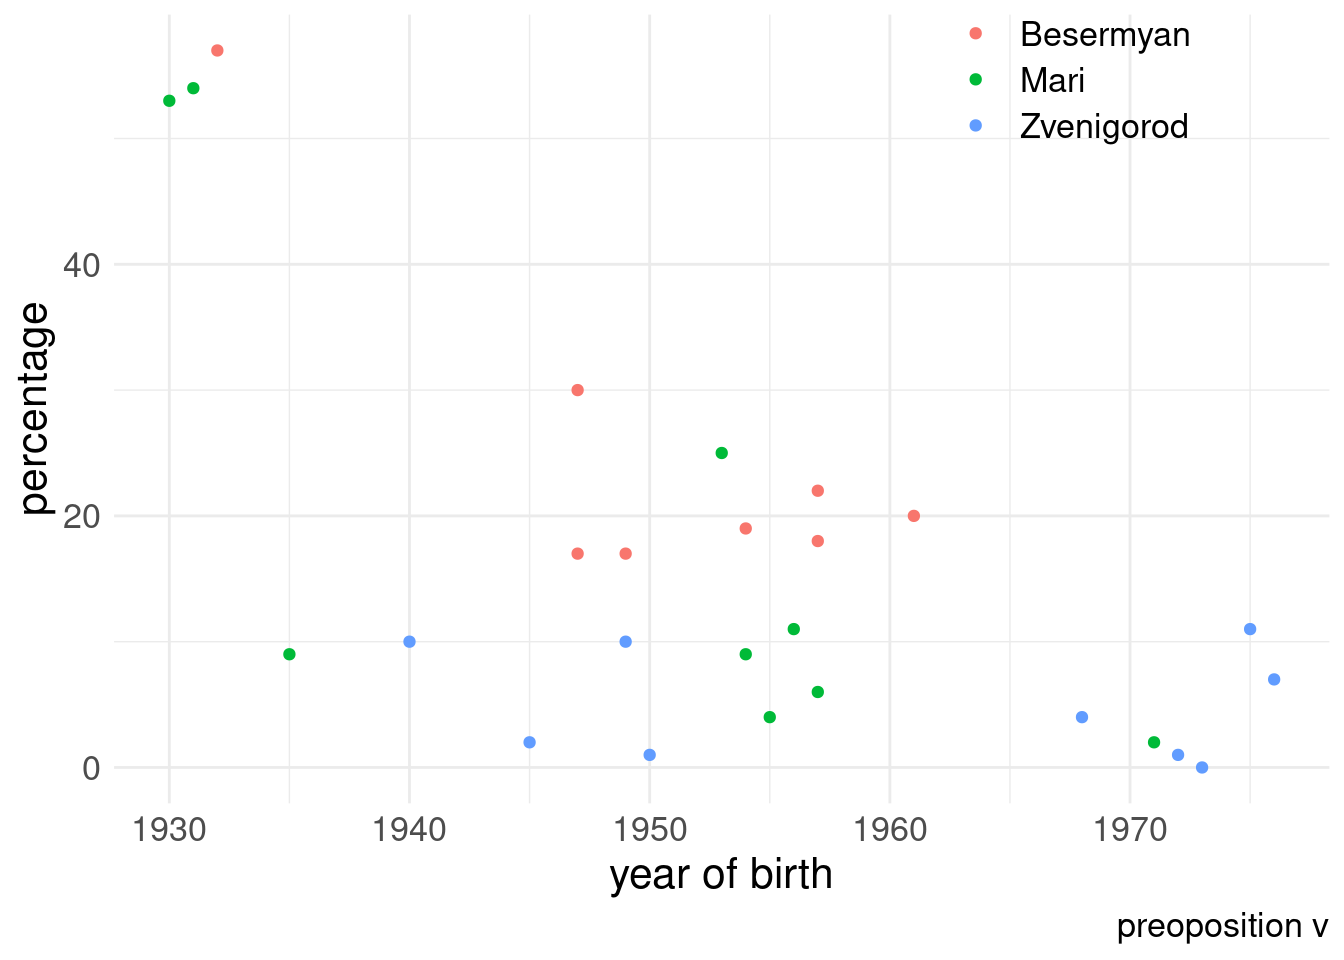 Besermyan
Mari
Zvenigorod
percentage
40
20
0
1930 1940 1950 1960 1970
year of birth
preoposition v